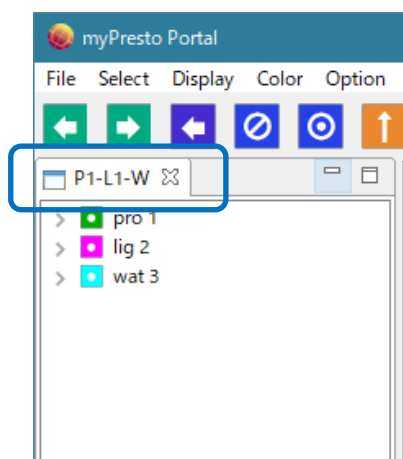 myPresto Portal
File Select Display Color Option
P1-L1-W
pro 1
lig 2
wat 3